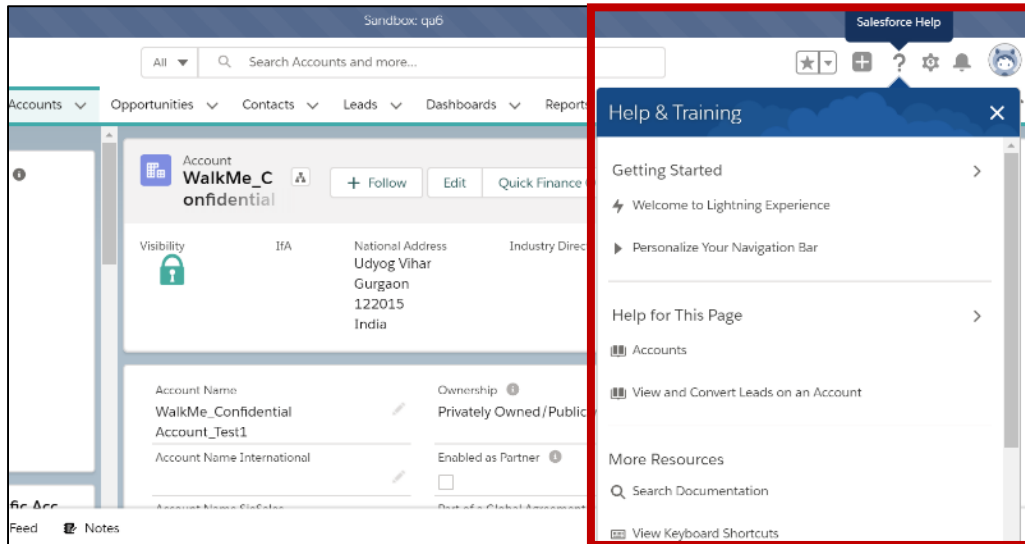 Sandbox: qa6
Salesforce Help
All
Search Accounts and more...
Accounts
Opportunities
Contacts
Leads
Dashboards
Reports
Account
WalkMe_C
onfidential
+ Follow
Edit
Quick Finance
Visibility
IfA
National Address
Industry Direc
Udyog Vihar
Gurgaon
122015
India
Account Name
WalkMe_Confidential
Account_Test1
Ownership
Privately Owned/Public
Account Name International
Enabled as Partner
Feed
Notes
Help & Training
Getting Started
Welcome to Lightning Experience
Personalize Your Navigation Bar
Help for This Page
Accounts
View and Convert Leads on an Account
More Resources
Search Documentation
View Keyboard Shortcuts